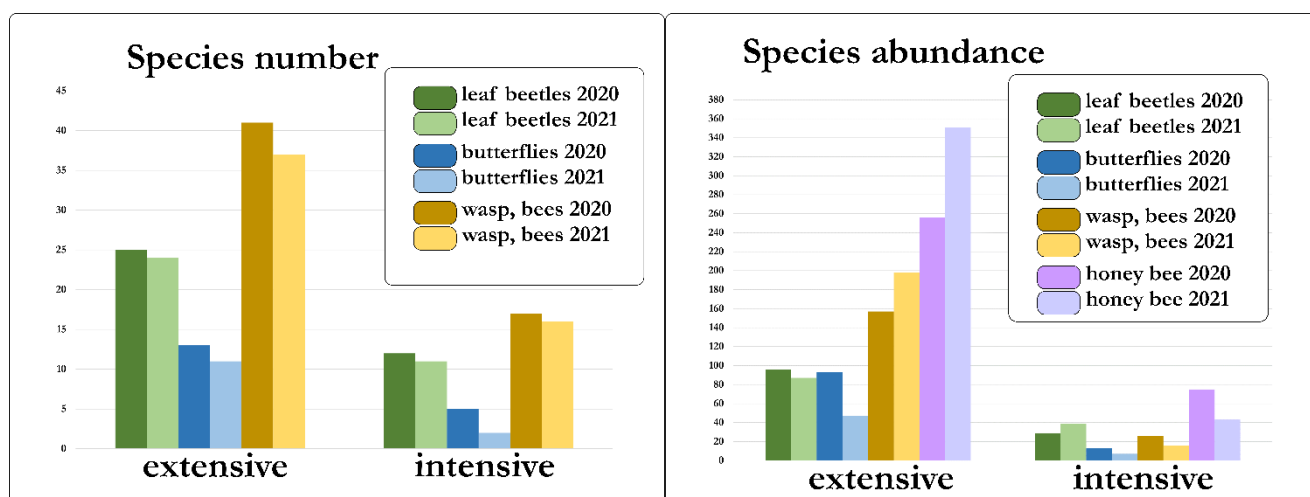 Species number
45
40
35
30
25
20
15
10
5
0
leaf beetles 2020
leaf beetles 2021
butterflies 2020
butterflies 2021
wasp, bees 2020
wasp, bees 2021
extensive
intensive
Species abundance
380
360
340
320
300
280
260
240
220
200
180
160
140
120
100
80
60
40
20
0
leaf beetles 2020
leaf beetles 2021
butterflies 2020
butterflies 2021
wasp, bees 2020
wasp, bees 2021
honey bee 2020
honey bee 2021
extensive
intensive